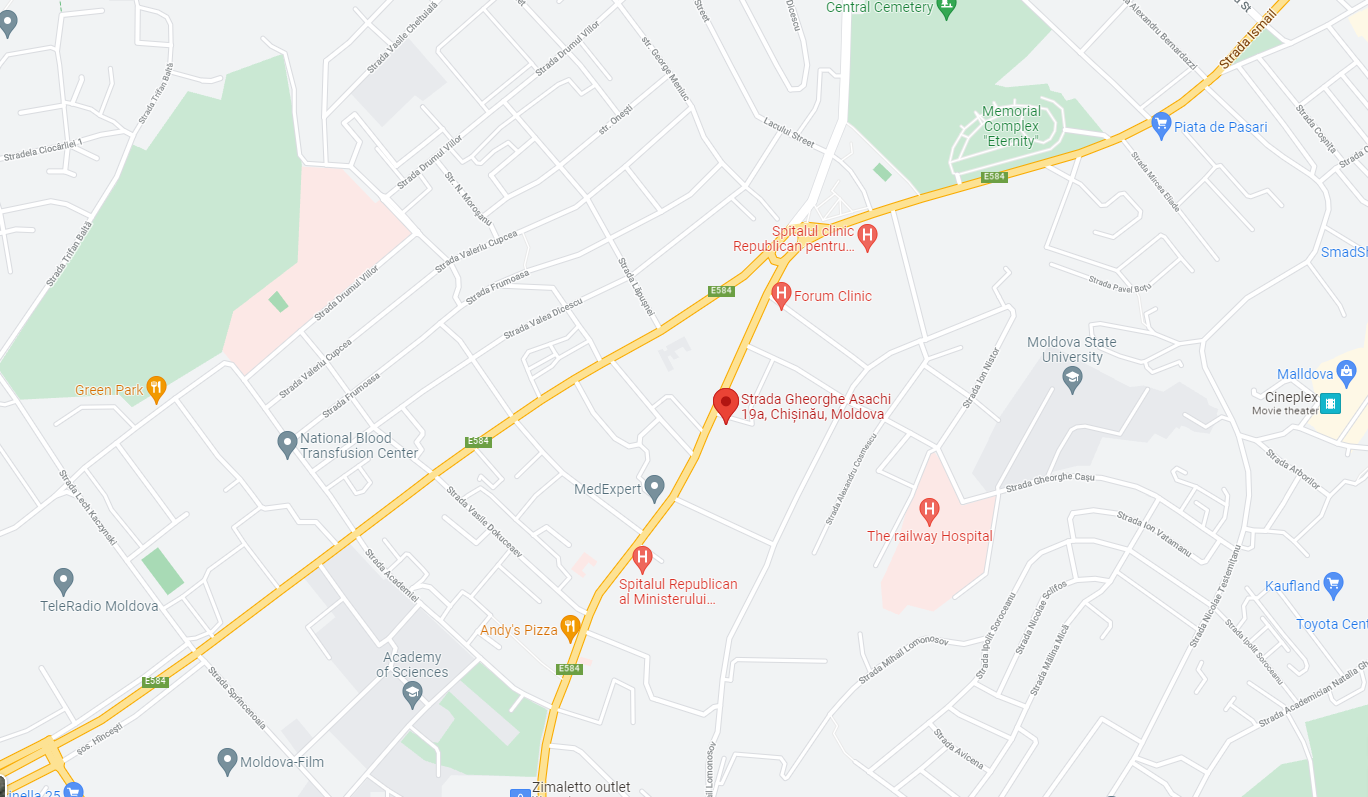 Central Cemetery
Strada Vasile Cheltuială
Strada Drumul Viilor
str. George Meniuc
Street
Dicescu
Strada Alexandru Bernardazzi
Strada Ismail
Strada Trifan Baltă
Stradela Ciocârliei 1
str. Onești
Laculuі Street
Memorial
Complex
"Eternity"
Piata de Pasari
Strada Coșnița
Strada Drumul Viilor
Str. N. Moroșanu
Strada Mircea Eliade
E584
Strada Trifan Baltă
Strada Valeriu Cupcea
Spitalul clinic
Republican pentru...
SmadSh
Strada Drumul Viilor
Strada Frumoasa
Strada Lăpușnei
E584
Forum Clinic
Strada Pavel Boțu
Strada Valea Dicescu
Strada Valeriu Cupcea
Moldova State
University
Strada Ion Nistor
Green Park
Strada Frumoasa
Malldova
Strada Gheorghe Asachi
19a, Chișinău, Moldova
Cineplex
Movie theater
National Blood
Transfusion Center
E584
Strada Alexandru Cosmescu
Strada Arborilor
MedExpert
Strada Gheorghe Cașu
Strada Lech Kaczynski
Strada Vasile Dokuceaev
The railway Hospital
Strada Ion Vatamanu
Strada Academiei
Spitalul Republican
al Ministerului...
Strada Nicolae Testemițanu
Kaufland
TeleRadio Moldova
Toyota Cent
Strada Ipolit Soroceanu
Strada Nicolae Sclifos
Strada Mălina Mică
Strada Ipolit Soroceanu
Andy's Pizza
Strada Mihail Lomonosov
Academy
of Sciences
E584
E584
Strada Sprîncenoaia
Strada Academician Natalia Gh
șos. Hîncești
Strada Avicena
Moldova-Film
il Lomonosov
Zimaletto outlet
inella 25